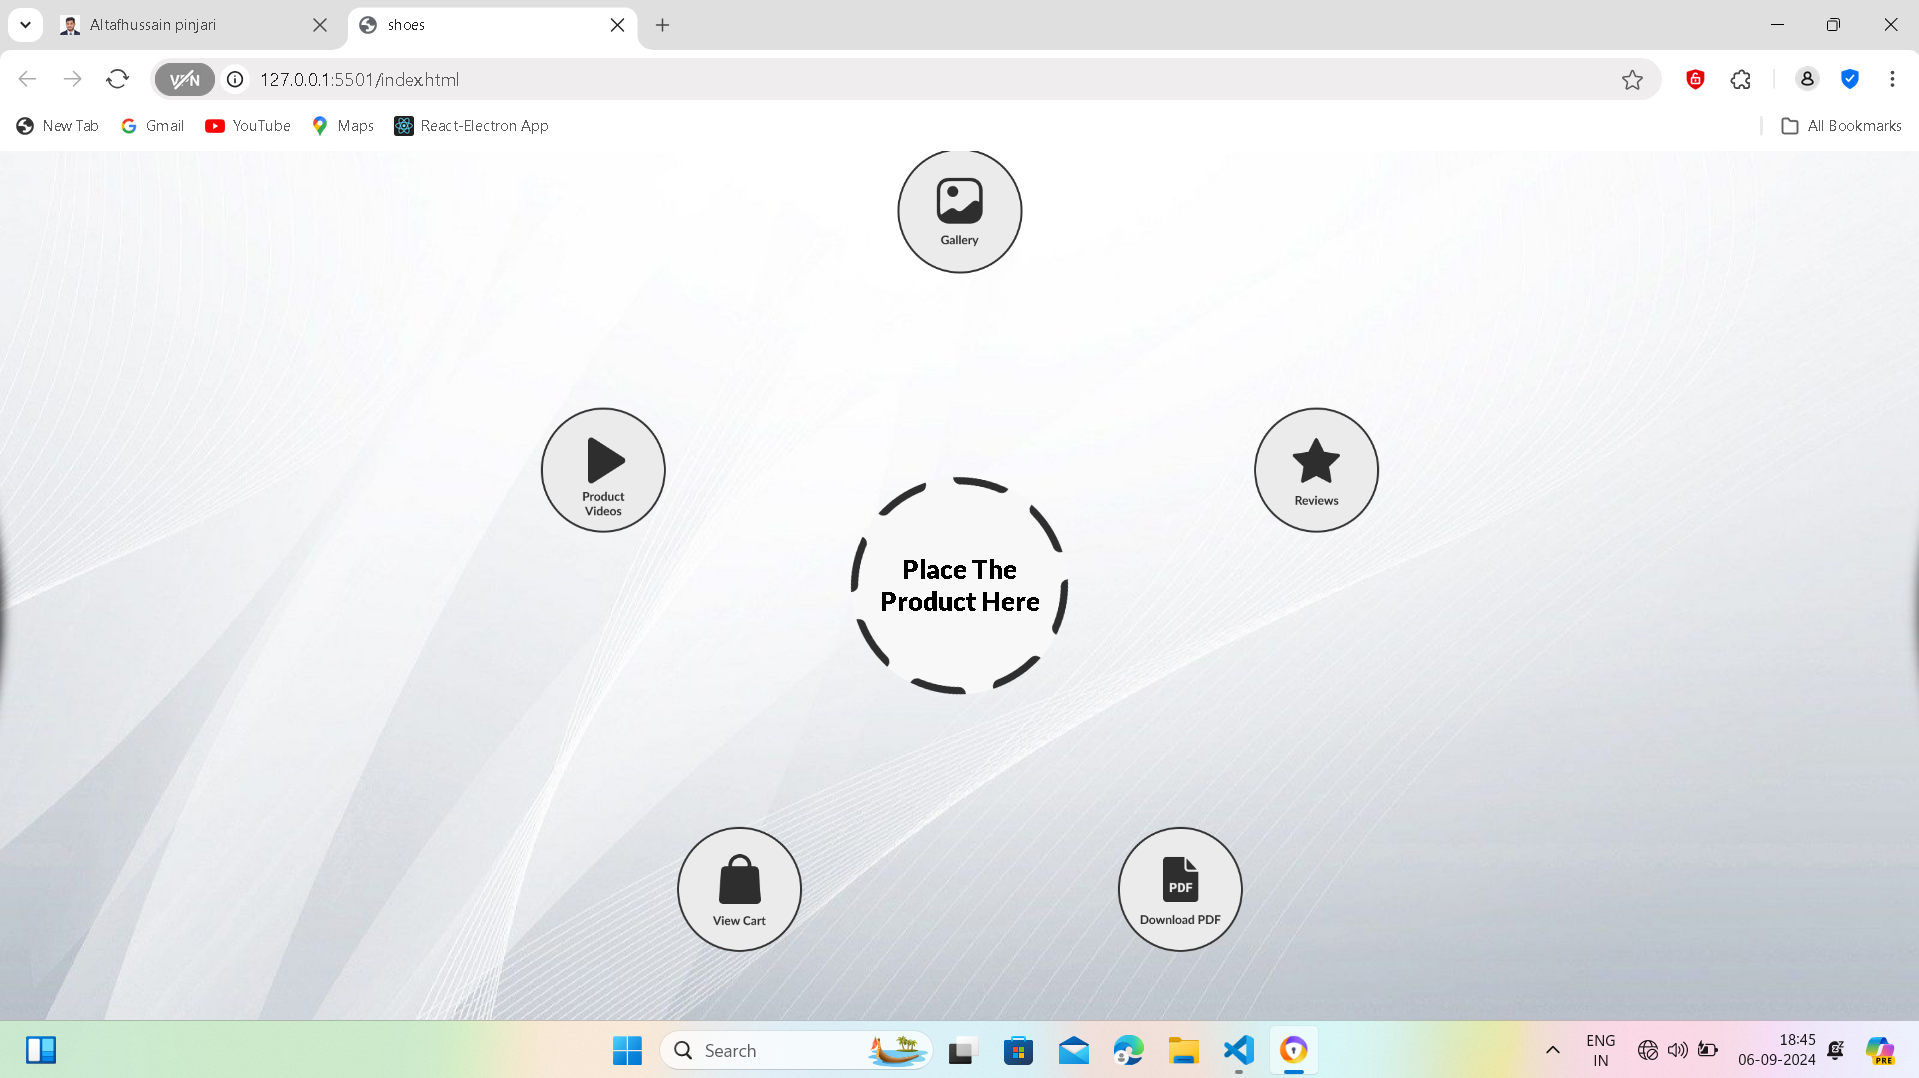 Altafhussain pinjari
shoes
VPN
127.0.0.1:5501/index.html
New Tab
Gmail
YouTube
Maps
React-Electron App
All Bookmarks
Gallery
Product
Videos
Reviews
Place The
Product Here
View Cart
PDF
Download PDF
Search
ENG
IN
18:45
06-09-2024
PRE